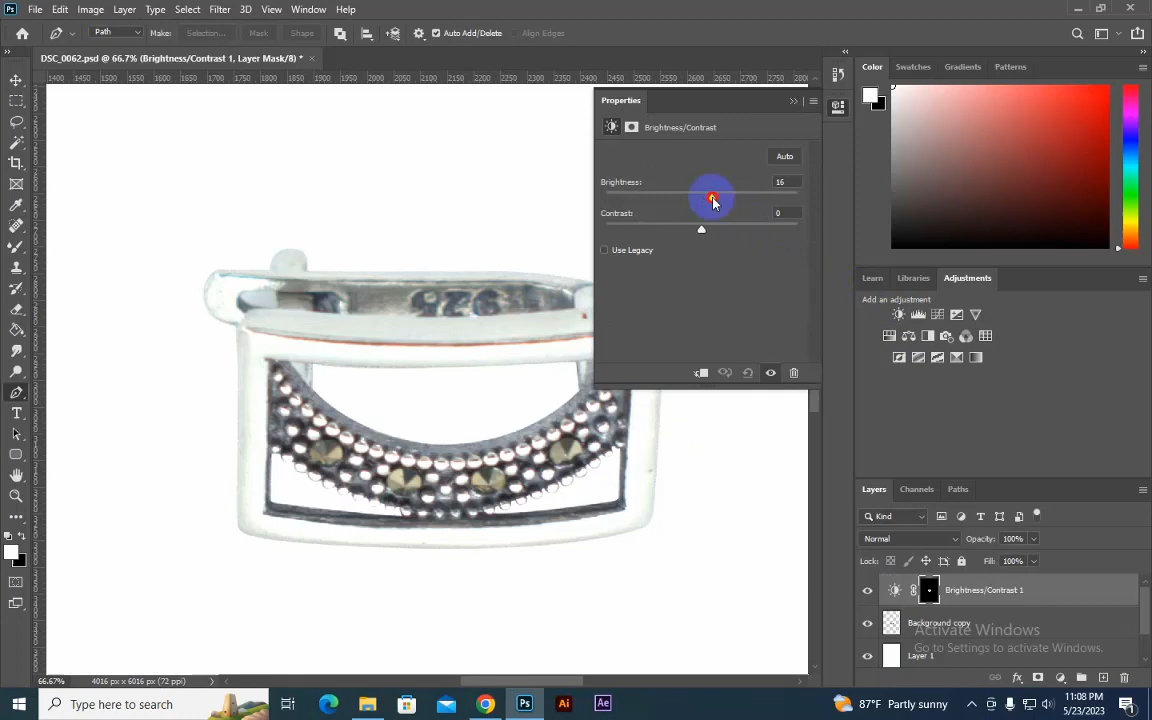 Ps File Edit Image Layer Type Select Filter 3D View Window Help
Path Make: Selection... Mask Shape Auto Add/Delete Align Edges
DSC_0062.psd @ 66.7% (Brightness/Contrast 1, Layer Mask/8) * ×
1400 1450 1500 1550 1600 1650 1700 1750 1800 1850 1900 1950 2000 2050 2100 2150 2200 2250 2300 2350 2400 2450 2500 2550 2600 2650 2700 2750 2800
Properties
Brightness/Contrast
Auto
Brightness: 16
Contrast: 0
Use Legacy
925
Color Swatches Gradients Patterns
Learn Libraries Adjustments
Add an adjustment
Layers Channels Paths
Kind
Normal Opacity: 100%
Lock: Fill: 100%
Brightness/Contrast 1
Background copy
Layer 1
Activate Windows
Go to Settings to activate Windows.
66.67% 4016 px x 6016 px (72 ppi)
Type here to search
Ps Ai Ae
87°F Partly sunny
11:08 PM
5/23/2023
1